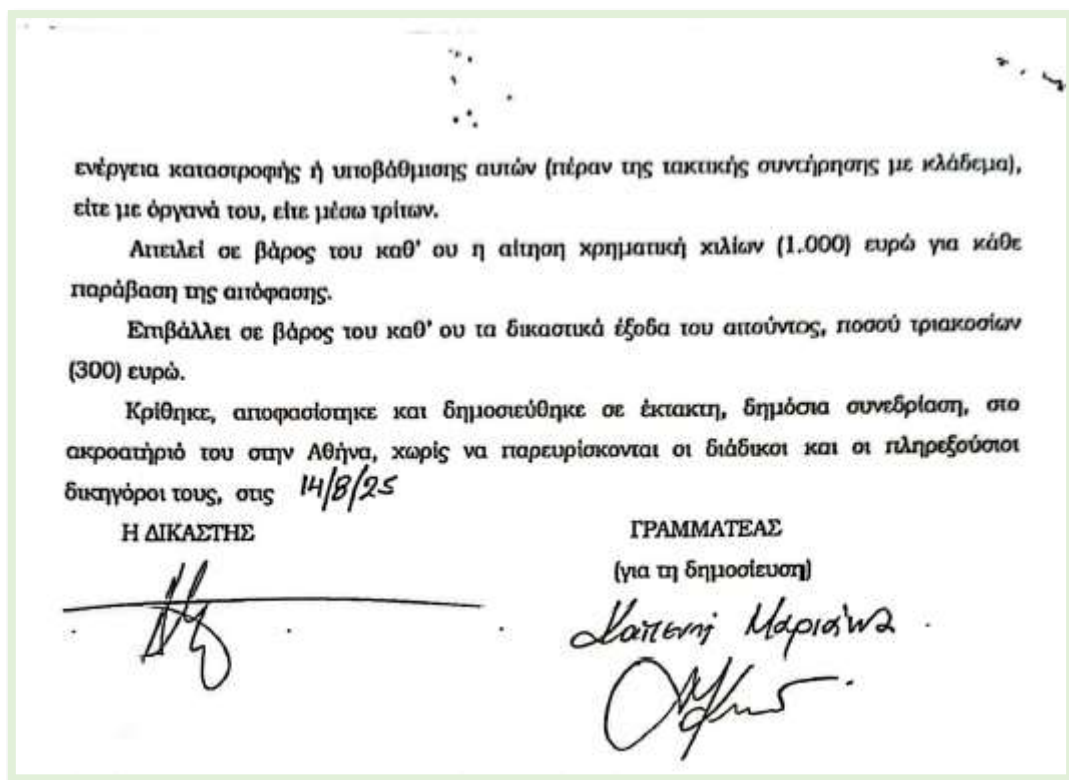 ενέργεια καταστροφής ή υποβάθμισης αυτών (πέραν της τακτικής συντήρησης με κλάδεμα),
είτε με όργανά του, είτε μέσω τρίτων.
Απειλεί σε βάρος του καθ’ ου η αίτηση χρηματική χιλίων (1.000) ευρώ για κάθε
παράβαση της απόφασης.
Επιβάλλει σε βάρος του καθ’ ου τα δικαστικά έξοδα του αιτούντος, ποσού τριακοσίων
(300) ευρώ.
Κρίθηκε, αποφασίστηκε και δημοσιεύθηκε σε έκτακτη, δημόσια συνεδρίαση, στο
ακροατήριό του στην Αθήνα, χωρίς να παρευρίσκονται οι διάδικοι και οι πληρεξούσιοι
δικηγόροι τους, στις 14/8/25
Η ΔΙΚΑΣΤΗΣ ΓΡΑΜΜΑΤΕΑΣ
(για τη δημοσίευση)
Μαριάννα